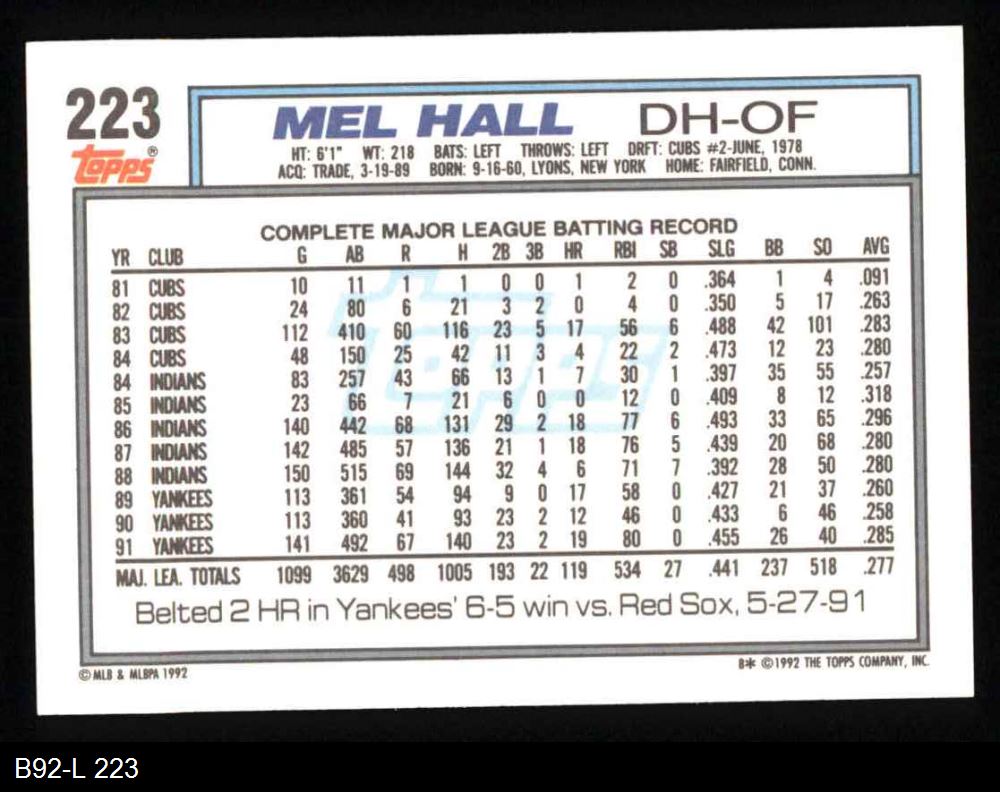 223
topps®
MEL HALL DH-OF
HT: 6'1" WT: 218 BATS: LEFT THROWS: LEFT DRFT: CUBS #2-JUNE, 1978
ACQ: TRADE, 3-19-89 BORN: 9-16-60, LYONS, NEW YORK HOME: FAIRFIELD, CONN.
COMPLETE MAJOR LEAGUE BATTING RECORD
YR CLUB G AB R H 2B 3B HR RBI SB SLG BB SO AVG
81 CUBS 10 11 1 1 0 0 1 2 0 .364 1 4 .091
82 CUBS 24 80 6 21 3 2 0 4 0 .350 5 17 .263
83 CUBS 112 410 60 116 23 5 17 56 6 .488 42 101 .283
84 CUBS 48 150 25 42 11 3 4 22 2 .473 12 23 .280
84 INDIANS 83 257 43 66 13 1 7 30 1 .397 35 55 .257
85 INDIANS 23 66 7 21 6 0 0 12 0 .409 8 12 .318
86 INDIANS 140 442 68 131 29 2 18 77 6 .493 33 65 .296
87 INDIANS 142 485 57 136 21 1 18 76 5 .439 20 68 .280
88 INDIANS 150 515 69 144 32 4 6 71 7 .392 28 50 .280
89 YANKEES 113 361 54 94 9 0 17 58 0 .427 21 37 .260
90 YANKEES 113 360 41 93 23 2 12 46 0 .433 6 46 .258
91 YANKEES 141 492 67 140 23 2 19 80 0 .455 26 40 .285
MAJ. LEA. TOTALS 1099 3629 498 1005 193 22 119 534 27 .441 237 518 .277
topps
Belted 2 HR in Yankees' 6-5 win vs. Red Sox, 5-27-91
© MLB & MLBPA 1992
B* © 1992 THE TOPPS COMPANY, INC.
B92-L 223